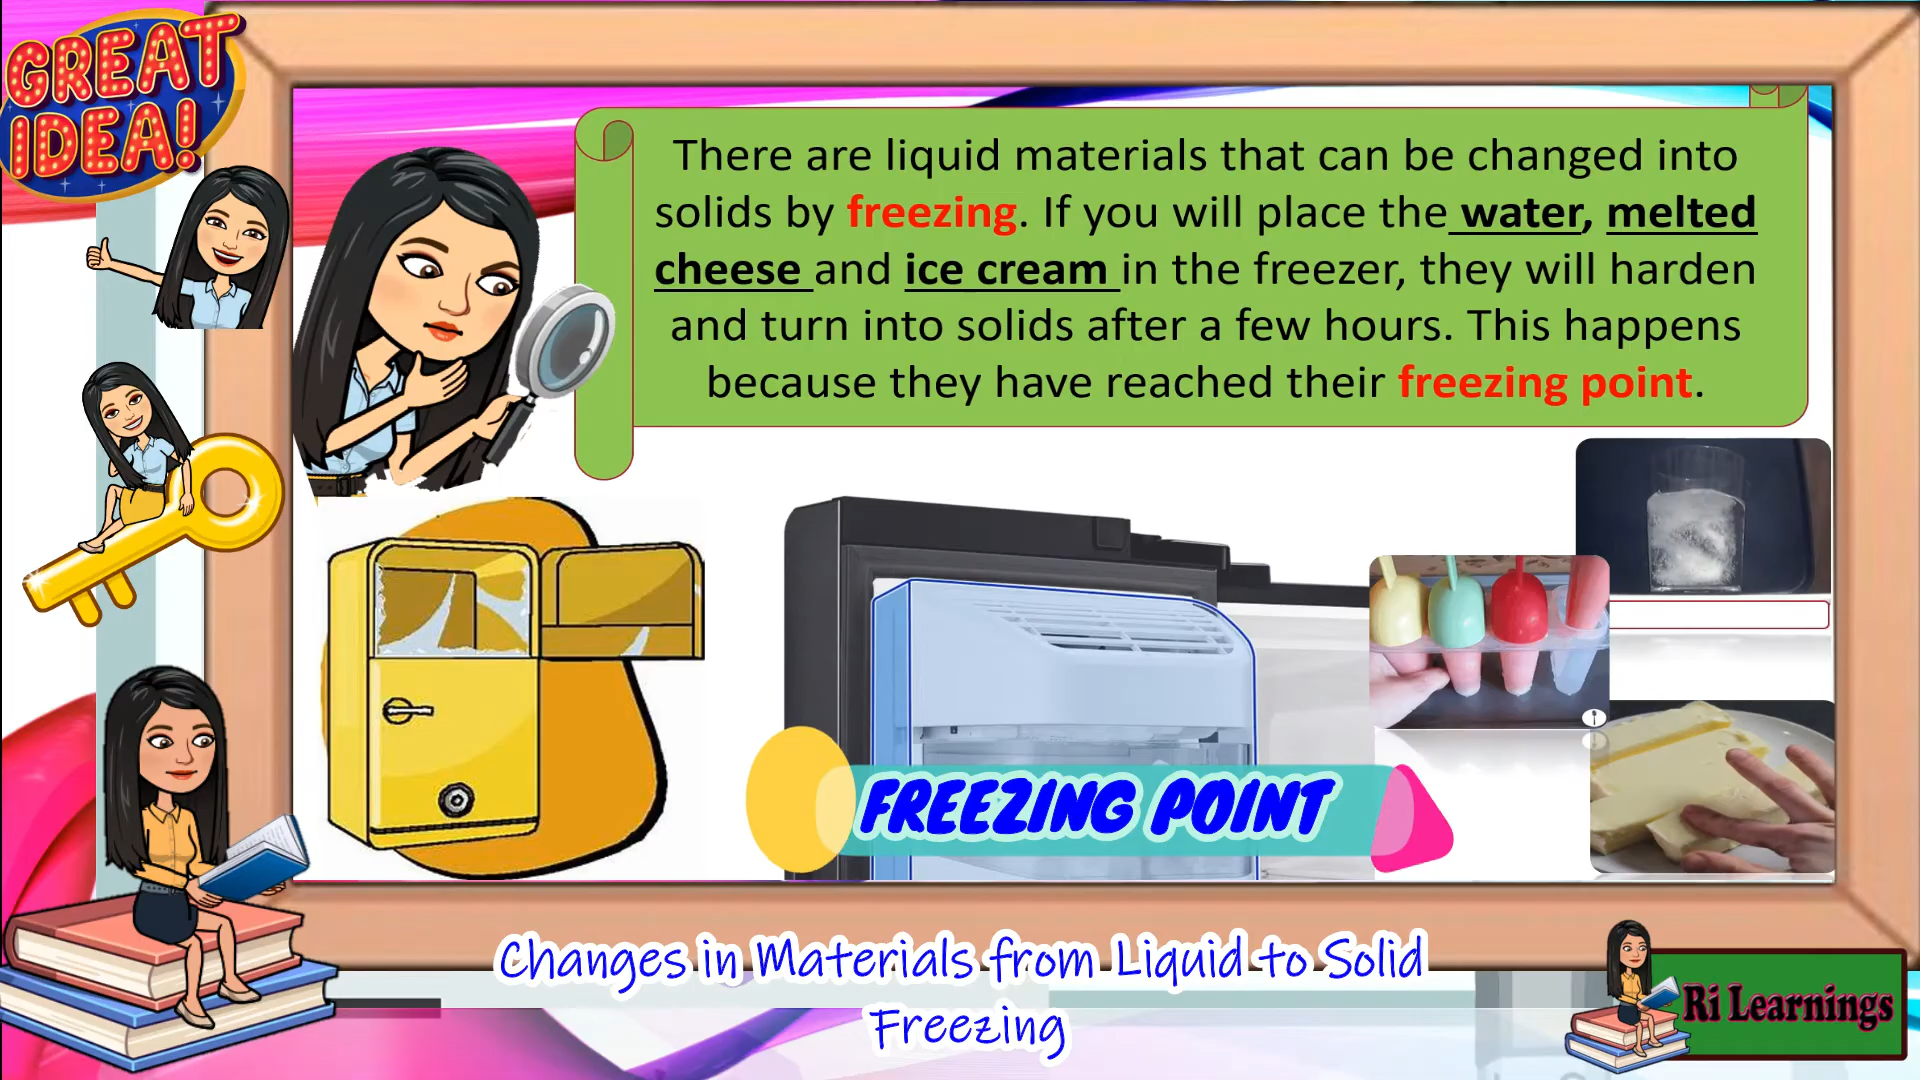 GREAT
IDEA!
There are liquid materials that can be changed into
solids by freezing. If you will place the water, melted
cheese and ice cream in the freezer, they will harden
and turn into solids after a few hours. This happens
because they have reached their freezing point.
FREEZING POINT
Changes in Materials from Liquid to Solid
Freezing
Ri Learnings